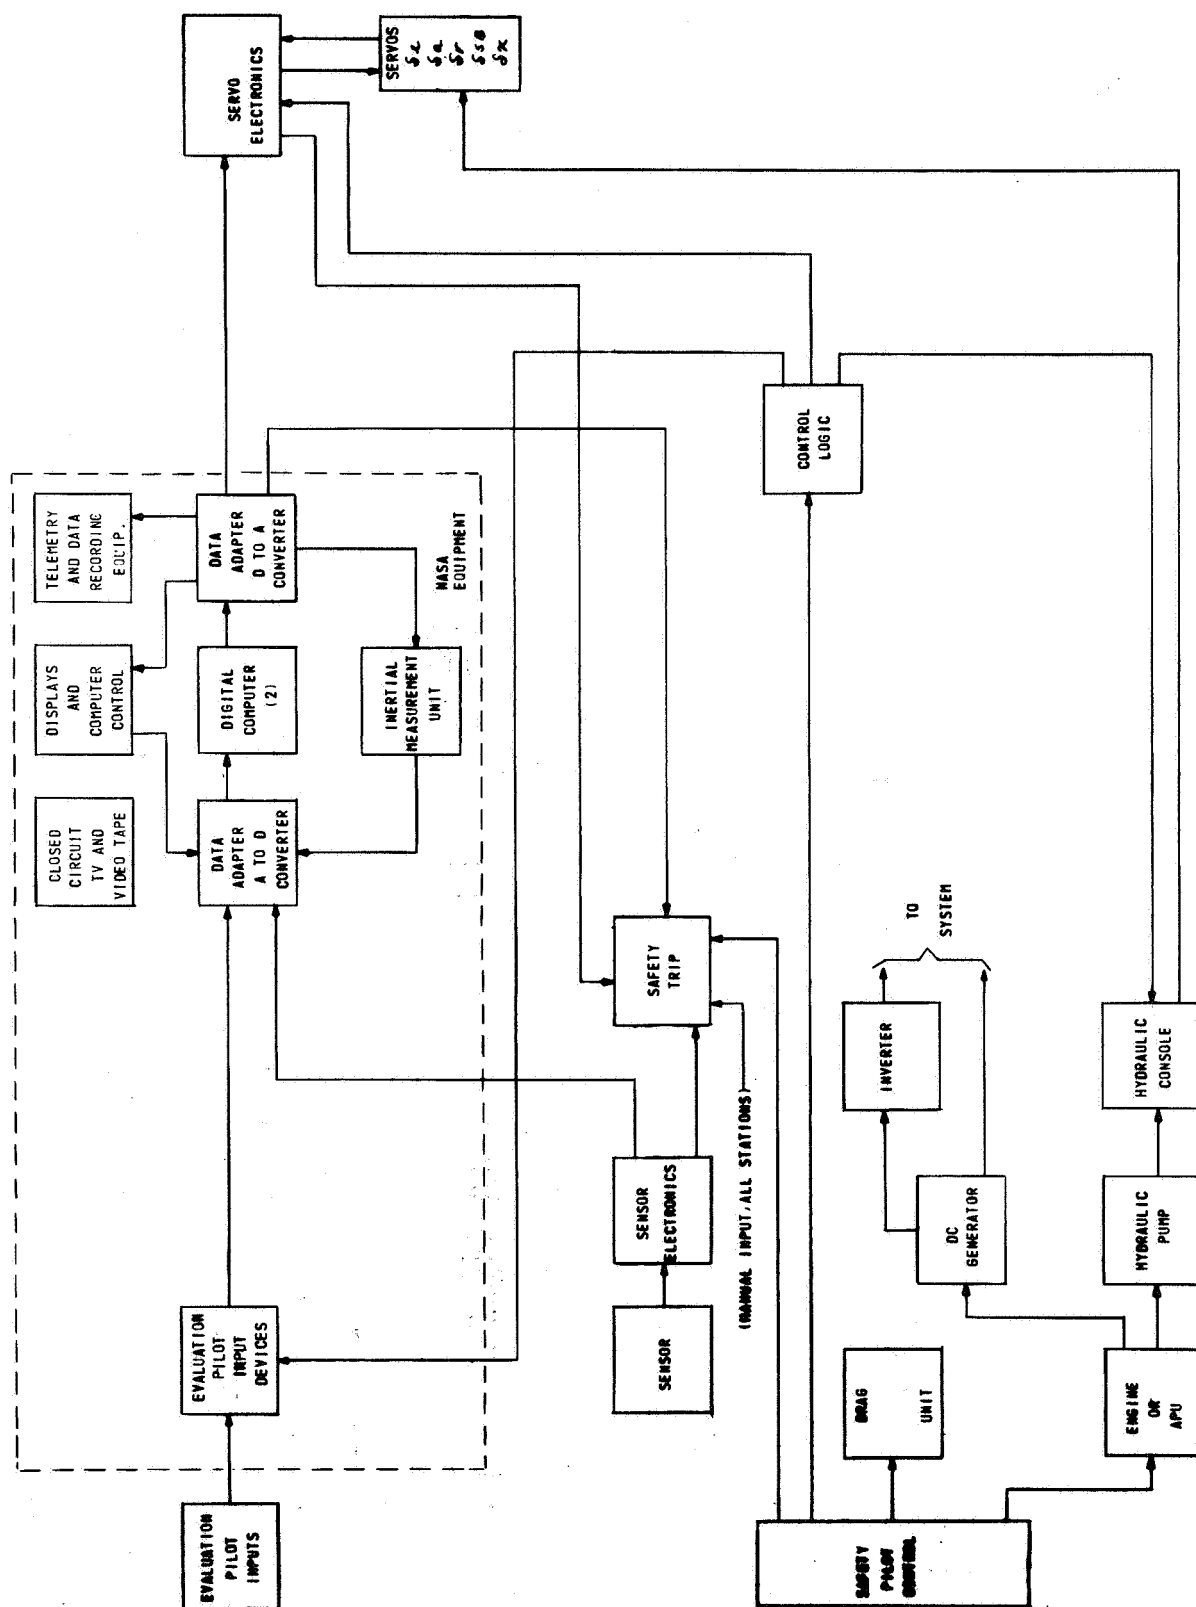 SERVO
ELECTRONICS
SERVOS
δe
δa
δr
δSB
δx
TELEMETRY
AND DATA
RECORDING
EQUIP.
DATA
ADAPTER
D TO A
CONVERTER
NASA
EQUIPMENT
DISPLAYS
AND
COMPUTER
CONTROL
DIGITAL
COMPUTER
(2)
INERTIAL
MEASUREMENT
UNIT
CLOSED
CIRCUIT
TV AND
VIDEO TAPE
DATA
ADAPTER
A TO D
CONVERTER
CONTROL
LOGIC
SAFETY
TRIP
TO
SYSTEM
INVERTER
HYDRAULIC
CONSOLE
SENSOR
ELECTRONICS
(MANUAL INPUT, ALL STATIONS)
DC
GENERATOR
HYDRAULIC
PUMP
EVALUATION
PILOT
INPUT
DEVICES
SENSOR
DRAG
UNIT
ENGINE
OR
APU
EVALUATION
PILOT
INPUTS
SAFETY
PILOT
CONTROL